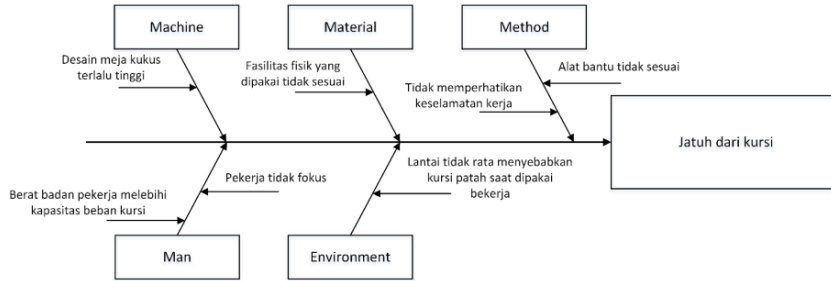 Machine
Material
Method
Desain meja kukus
terlalu tinggi
Fasilitas fisik yang
dipakai tidak sesuai
Alat bantu tidak sesuai
Tidak memperhatikan
keselamatan kerja
Jatuh dari kursi
Berat badan pekerja melebihi
kapasitas beban kursi
Pekerja tidak fokus
Lantai tidak rata menyebabkan
kursi patah saat dipakai
bekerja
Man
Environment